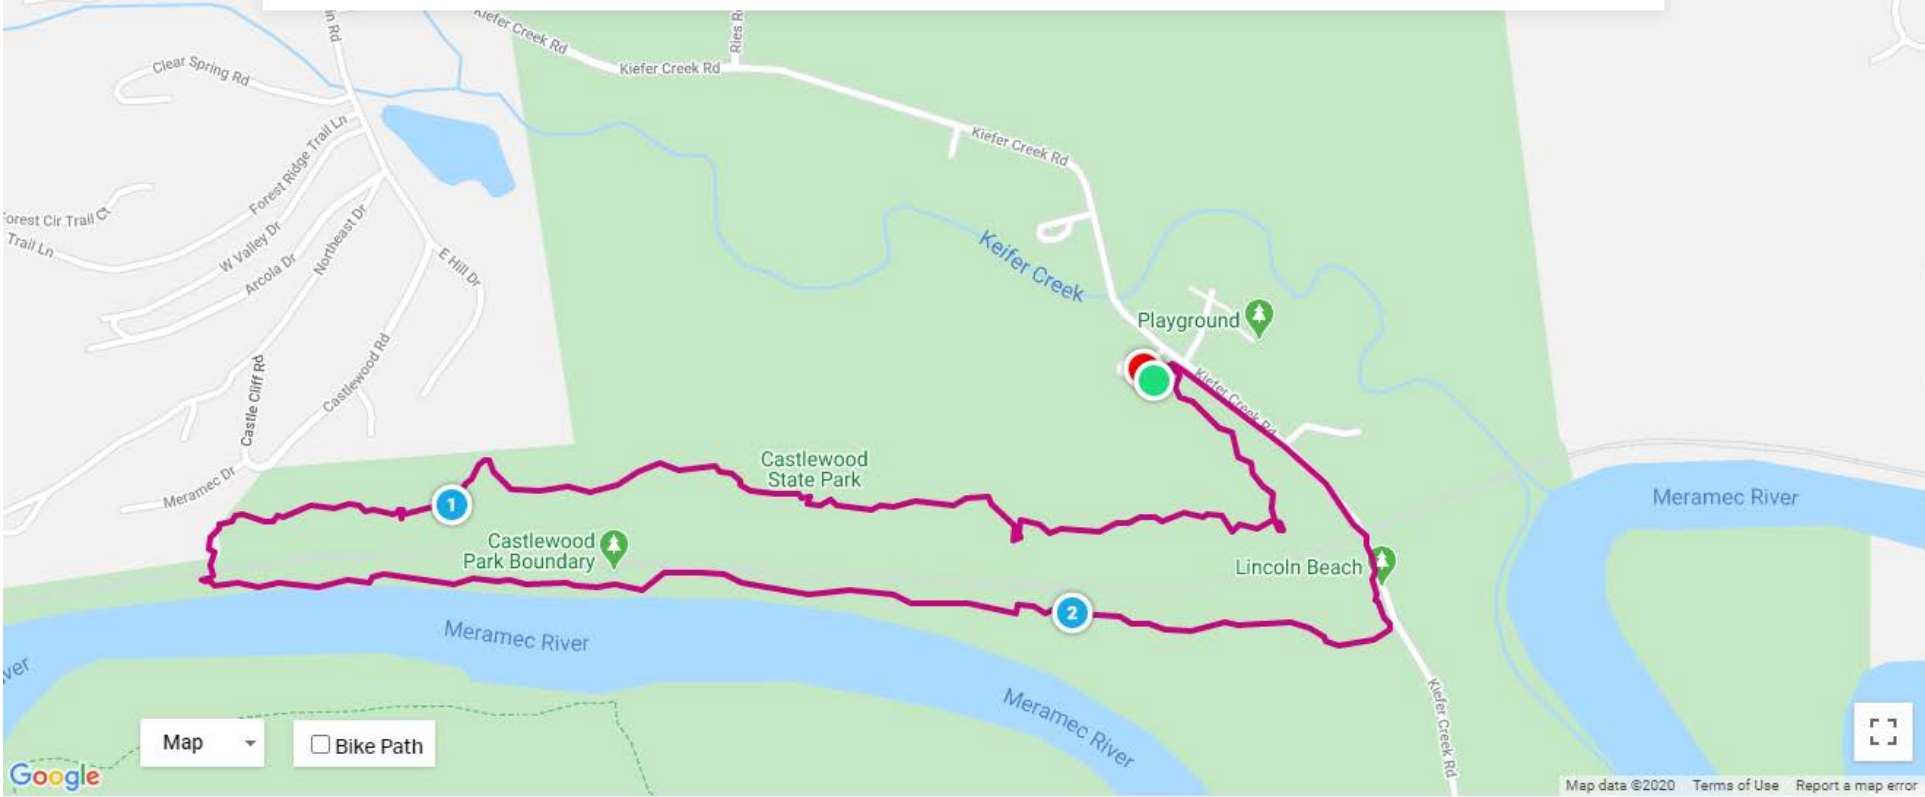 Kiefer Creek Rd
Ries R
in Rd
Clear Spring Rd
Kiefer Creek Rd
Forest Ridge Trail Ln
Kiefer Creek Rd
orest Cir Trail Ct
Trail Ln
W Valley Dr
Northeast Dr
Arcola Dr
E Hill Dr
Keifer Creek
Playground
Castle Cliff Rd
Castlewood Rd
Kiefer Creek Rd
Meramec Dr
Castlewood
State Park
Meramec River
1
Castlewood
Park Boundary
Lincoln Beach
2
Meramec River
ver
Meramec River
Kiefer Creek Rd
Map
Bike Path
Google
Map data ©2020 Terms of Use Report a map error